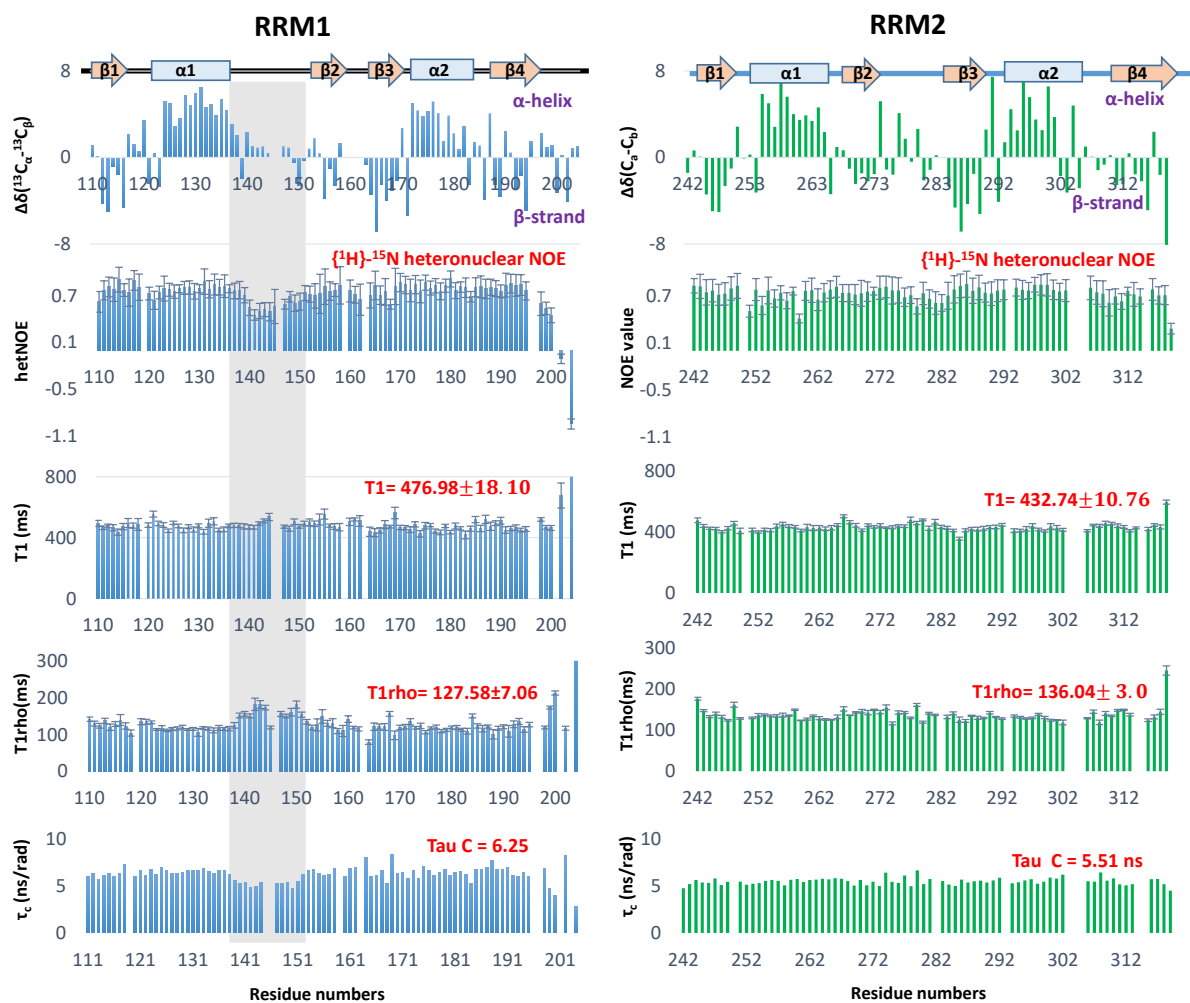 RRM1
RRM2
β1 α1 β2 β3 α2 β4
β1 α1 β2 β3 α2 β4
8
α-helix
0
110 120 130 140 150 160 170 180 190 200
β-strand
-8
Δδ(¹³Cα-¹³Cβ)
8
α-helix
0
242 253 263 273 283 292 302 312
β-strand
-8
Δδ(Ca-Cb)
{¹H}-¹⁵N heteronuclear NOE
0.7
0.1
110 120 130 140 150 160 170 180 190 200
-0.5
-1.1
hetNOE
{¹H}-¹⁵N heteronuclear NOE
0.7
0.1
242 252 262 272 282 292 302 312
-0.5
-1.1
NOE value
800
T1= 476.98±18.10
400
0
110 120 130 140 150 160 170 180 190 200
T1 (ms)
800
T1= 432.74±10.76
400
0
242 252 262 272 282 292 302 312
T1 (ms)
300
T1rho= 127.58±7.06
200
100
0
110 120 130 140 150 160 170 180 190 200
T1rho(ms)
300
T1rho= 136.04± 3.0
200
100
0
242 252 262 272 282 292 302 312
T1rho(ms)
10
Tau C = 6.25
5
0
111 121 131 141 151 161 171 181 191 201
τc (ns/rad)
Residue numbers
10
Tau C = 5.51 ns
5
0
242 252 262 272 282 292 302 312
τc (ns/rad)
Residue numbers